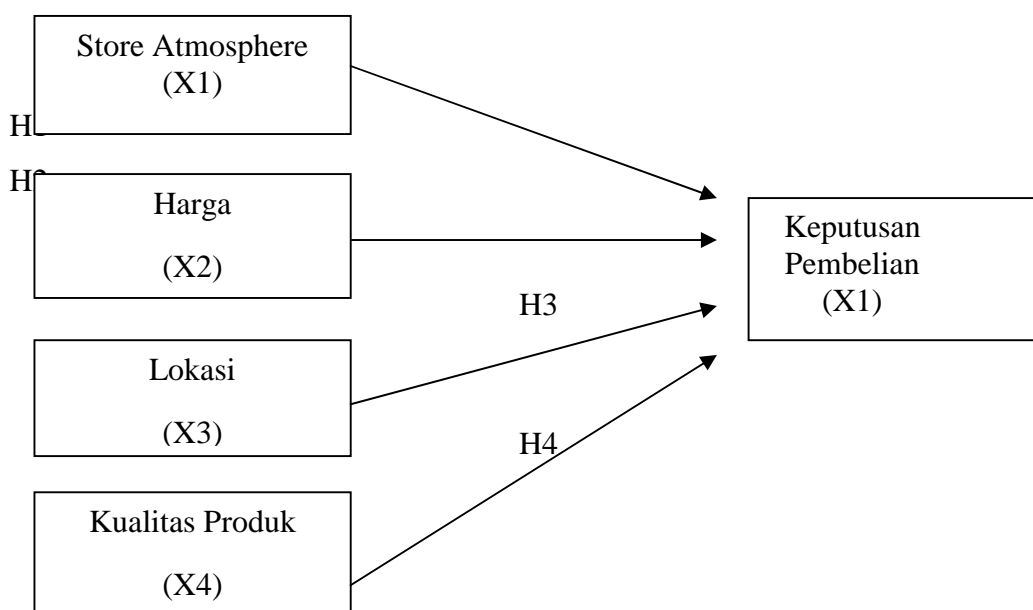 Store Atmosphere
(X1)
Harga
(X2)
Keputusan
Pembelian
(X1)
H3
Lokasi
(X3)
H4
Kualitas Produk
(X4)